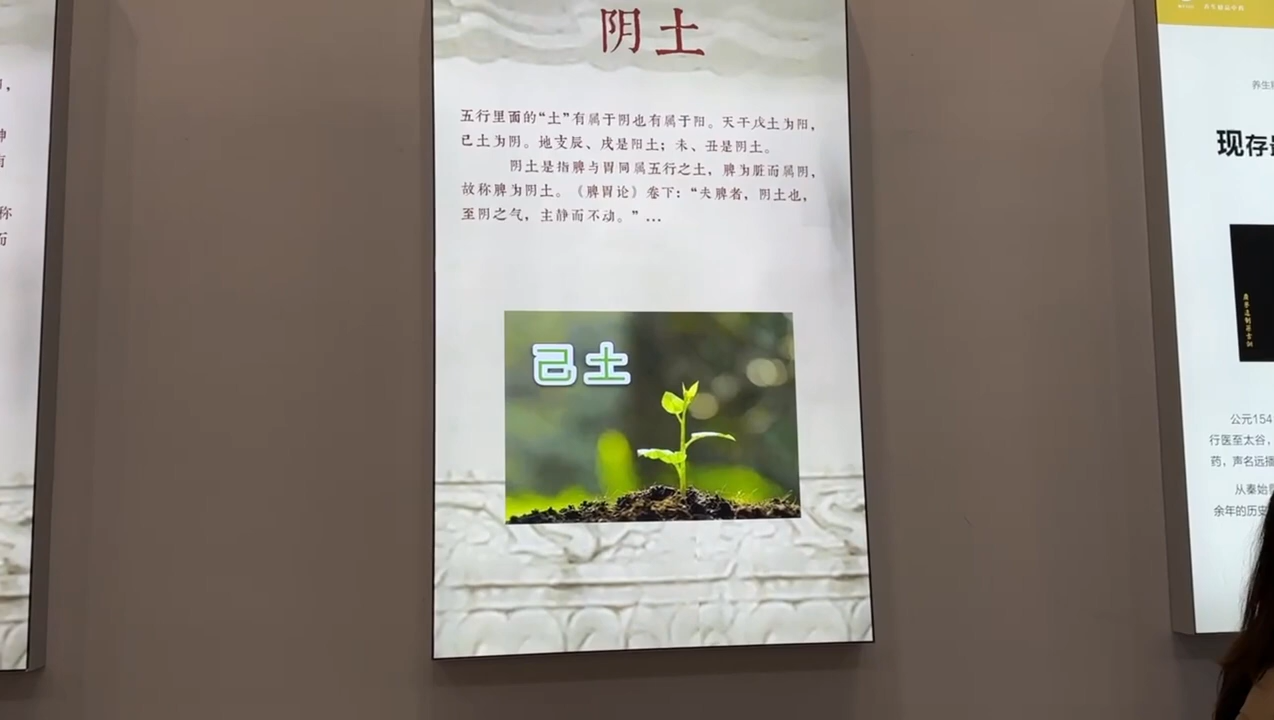 阴土
五行里面的“土”有属于阴也有属于阳。天干戊土为阳，
己土为阴。地支辰、戌是阳土；未、丑是阴土。
阴土是指脾与胃同属五行之土，脾为脏而属阴，
故称脾为阴土。《脾胃论》卷下：“夫脾者，阴土也，
至阴之气，主静而不动。”…
己土
称
而
养生
现存
公元154
行医至太谷，
药，声名远播
从秦始
余年的历史